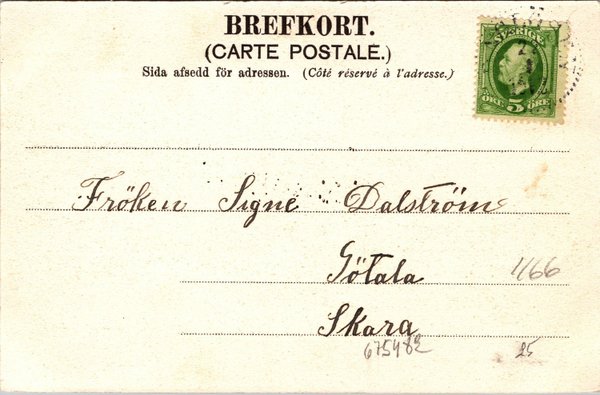 BREFKORT.
(CARTE POSTALE.)
Sida afsedd för adressen. (Côté réservé à l'adresse.)
SVERIGE
ÖRE 5 ÖRE
Fröken Signe Dalström
Götala
1166
Skara
675482
25